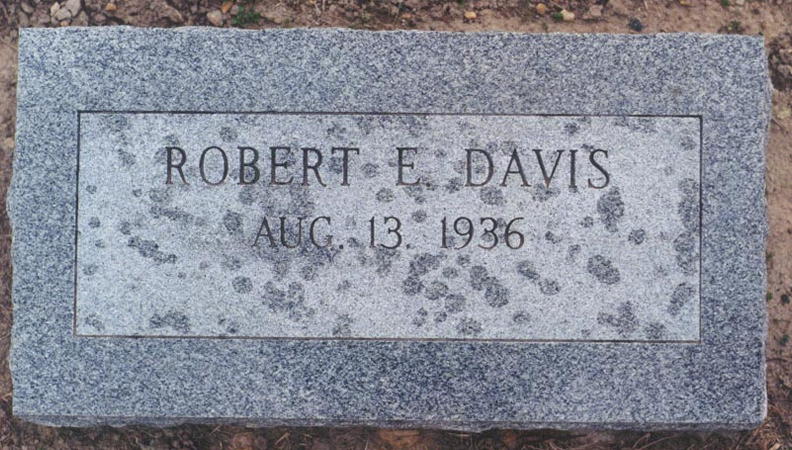 ROBERT E. DAVIS
AUG. 13. 1936